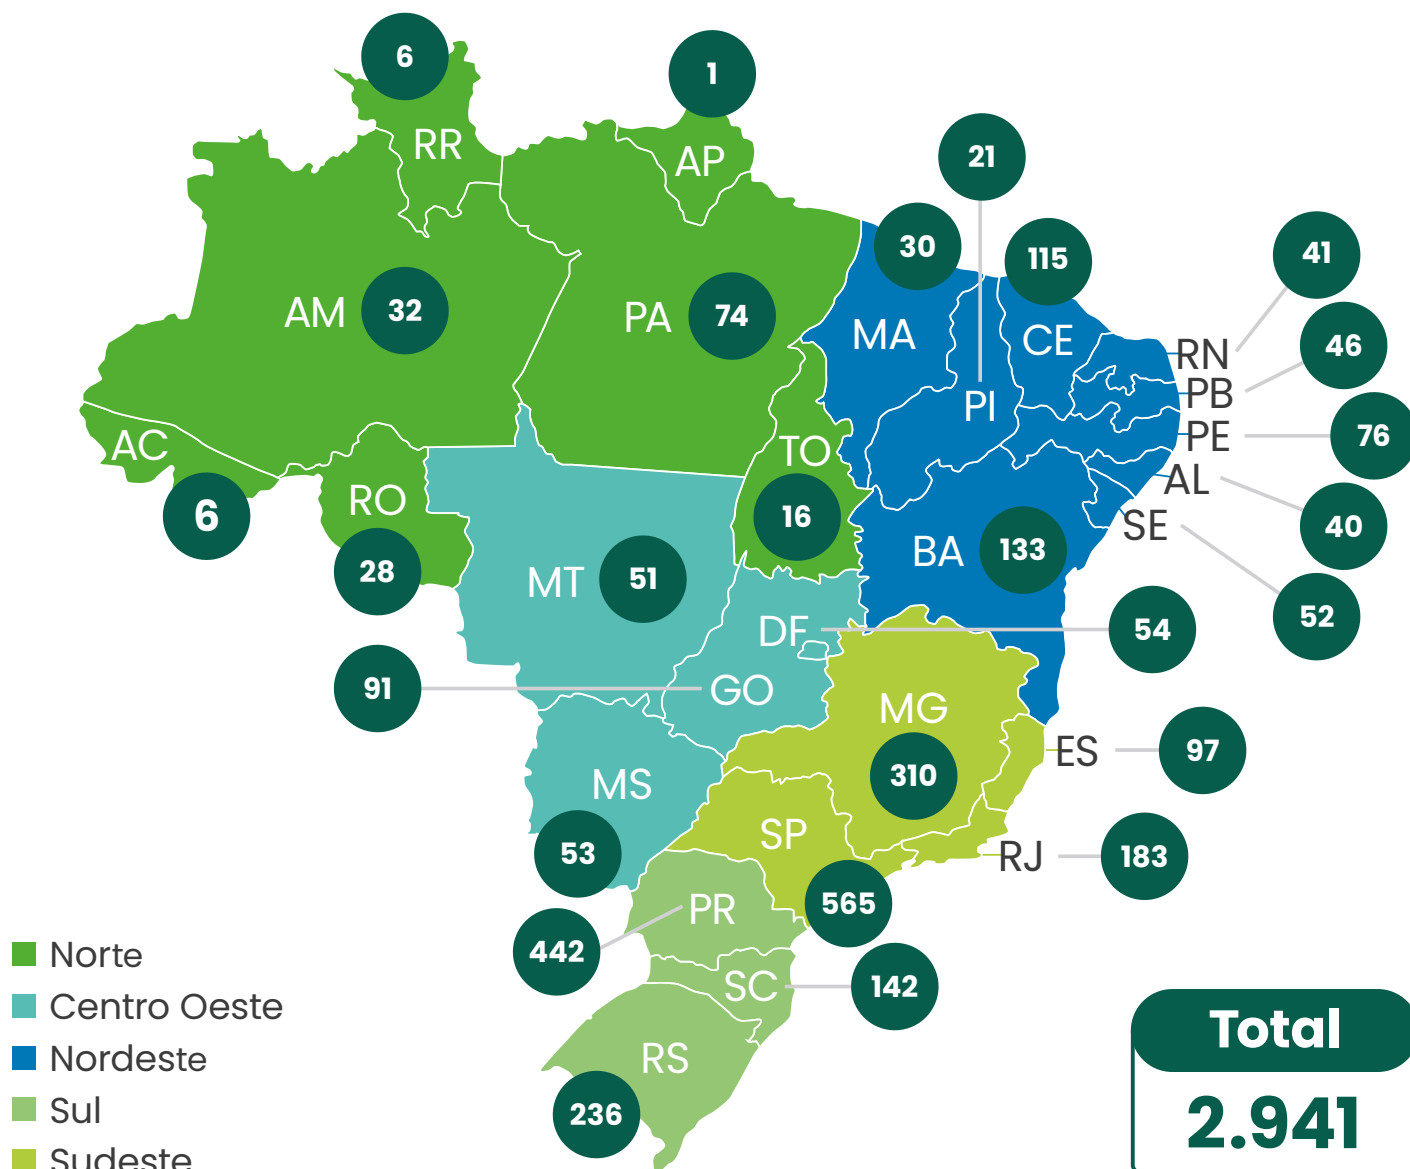 6
RR
1
AP
21
30
115
41
AM
32
PA
74
MA
CE
RN
46
PB
PI
76
PE
AC
TO
AL
6
RO
16
40
SE
28
BA
133
MT
51
52
DF
54
91
GO
MG
310
ES
97
MS
53
SP
RJ
183
565
PR
442
SC
142
RS
236
Norte
Centro Oeste
Nordeste
Sul
Sudeste
Total
2.941